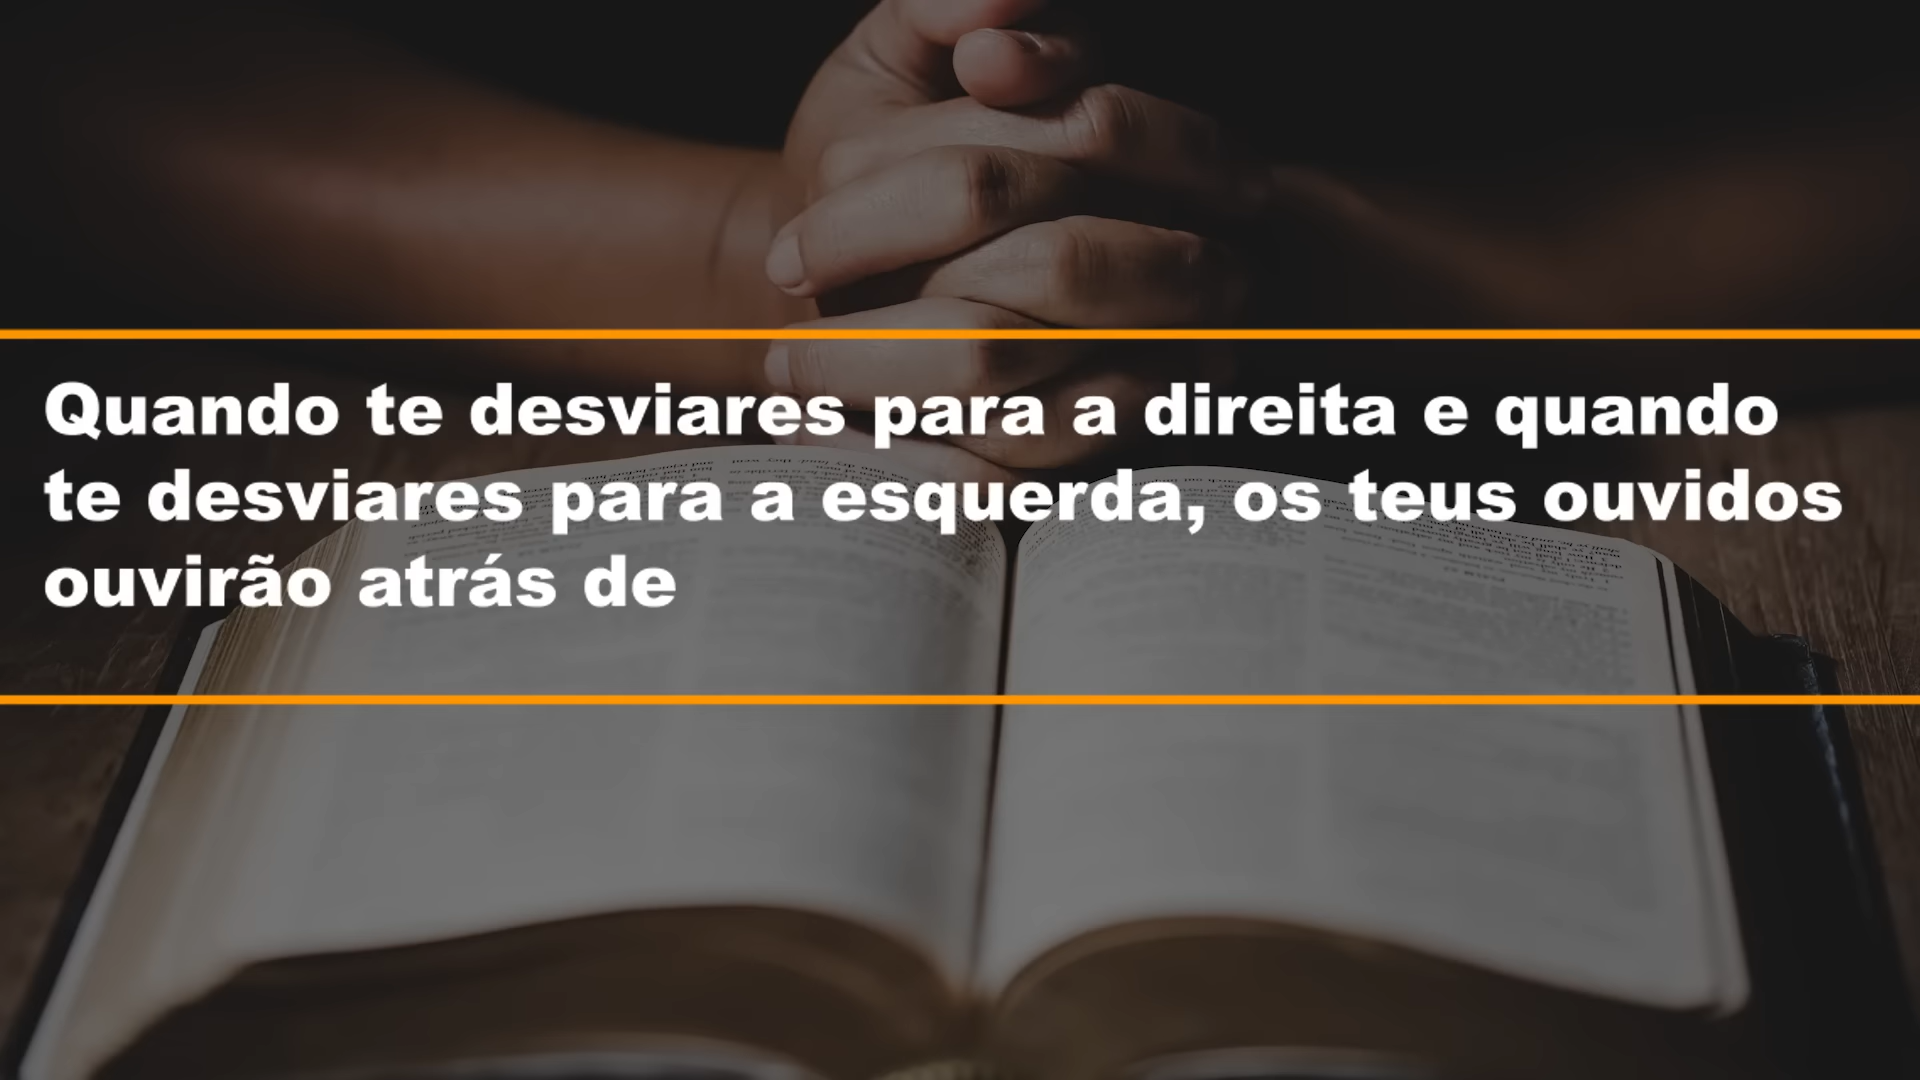 Quando te desviares para a direita e quando
te desviares para a esquerda, os teus ouvidos
ouvirão atrás de